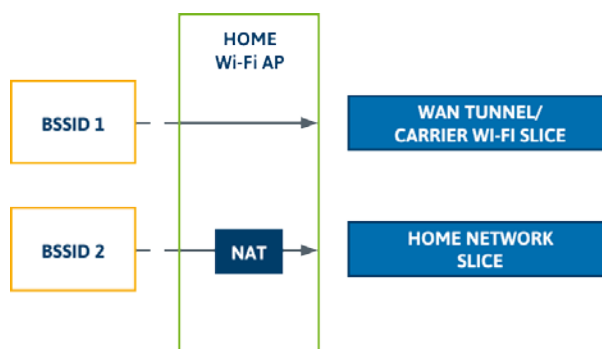 HOME
Wi-Fi AP
BSSID 1
WAN TUNNEL/
CARRIER WI-FI SLICE
BSSID 2
NAT
HOME NETWORK
SLICE